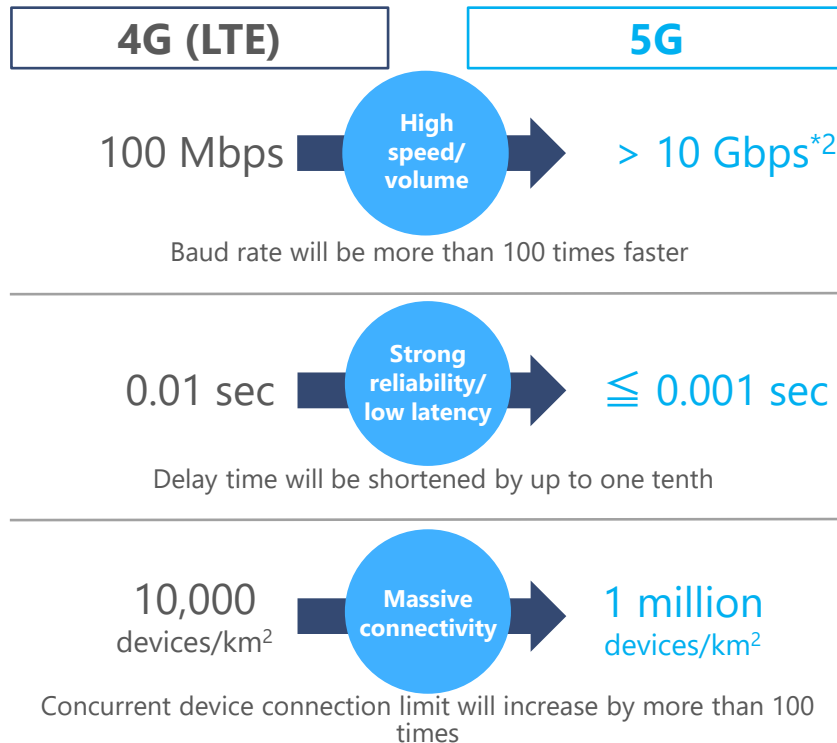 4G (LTE)
5G
100 Mbps
High
speed/
volume
> 10 Gbps*2
Baud rate will be more than 100 times faster
0.01 sec
Strong
reliability/
low latency
≦ 0.001 sec
Delay time will be shortened by up to one tenth
10,000
devices/km²
Massive
connectivity
1 million
devices/km²
Concurrent device connection limit will increase by more than 100
times